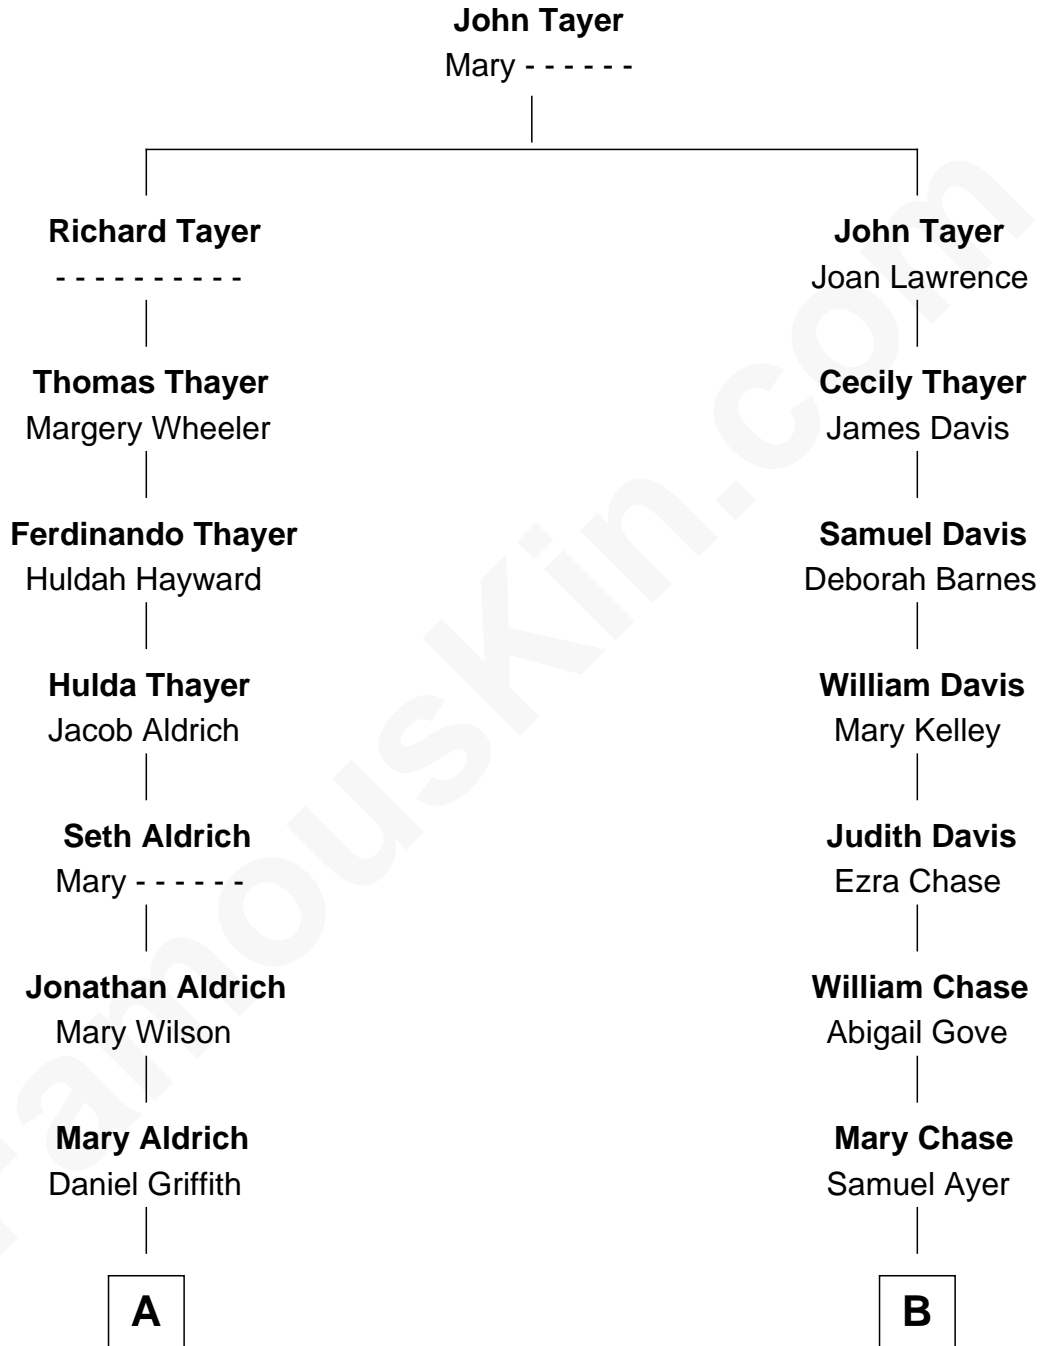 John Tayer
Mary - - - - - -
Richard Tayer
- - - - - - - - - -
John Tayer
Joan Lawrence
Thomas Thayer
Margery Wheeler
Cecily Thayer
James Davis
Ferdinando Thayer
Huldah Hayward
Samuel Davis
Deborah Barnes
Hulda Thayer
Jacob Aldrich
William Davis
Mary Kelley
Seth Aldrich
Mary - - - - - -
Judith Davis
Ezra Chase
Jonathan Aldrich
Mary Wilson
William Chase
Abigail Gove
Mary Aldrich
Daniel Griffith
Mary Chase
Samuel Ayer
A
B
FamousKin.com